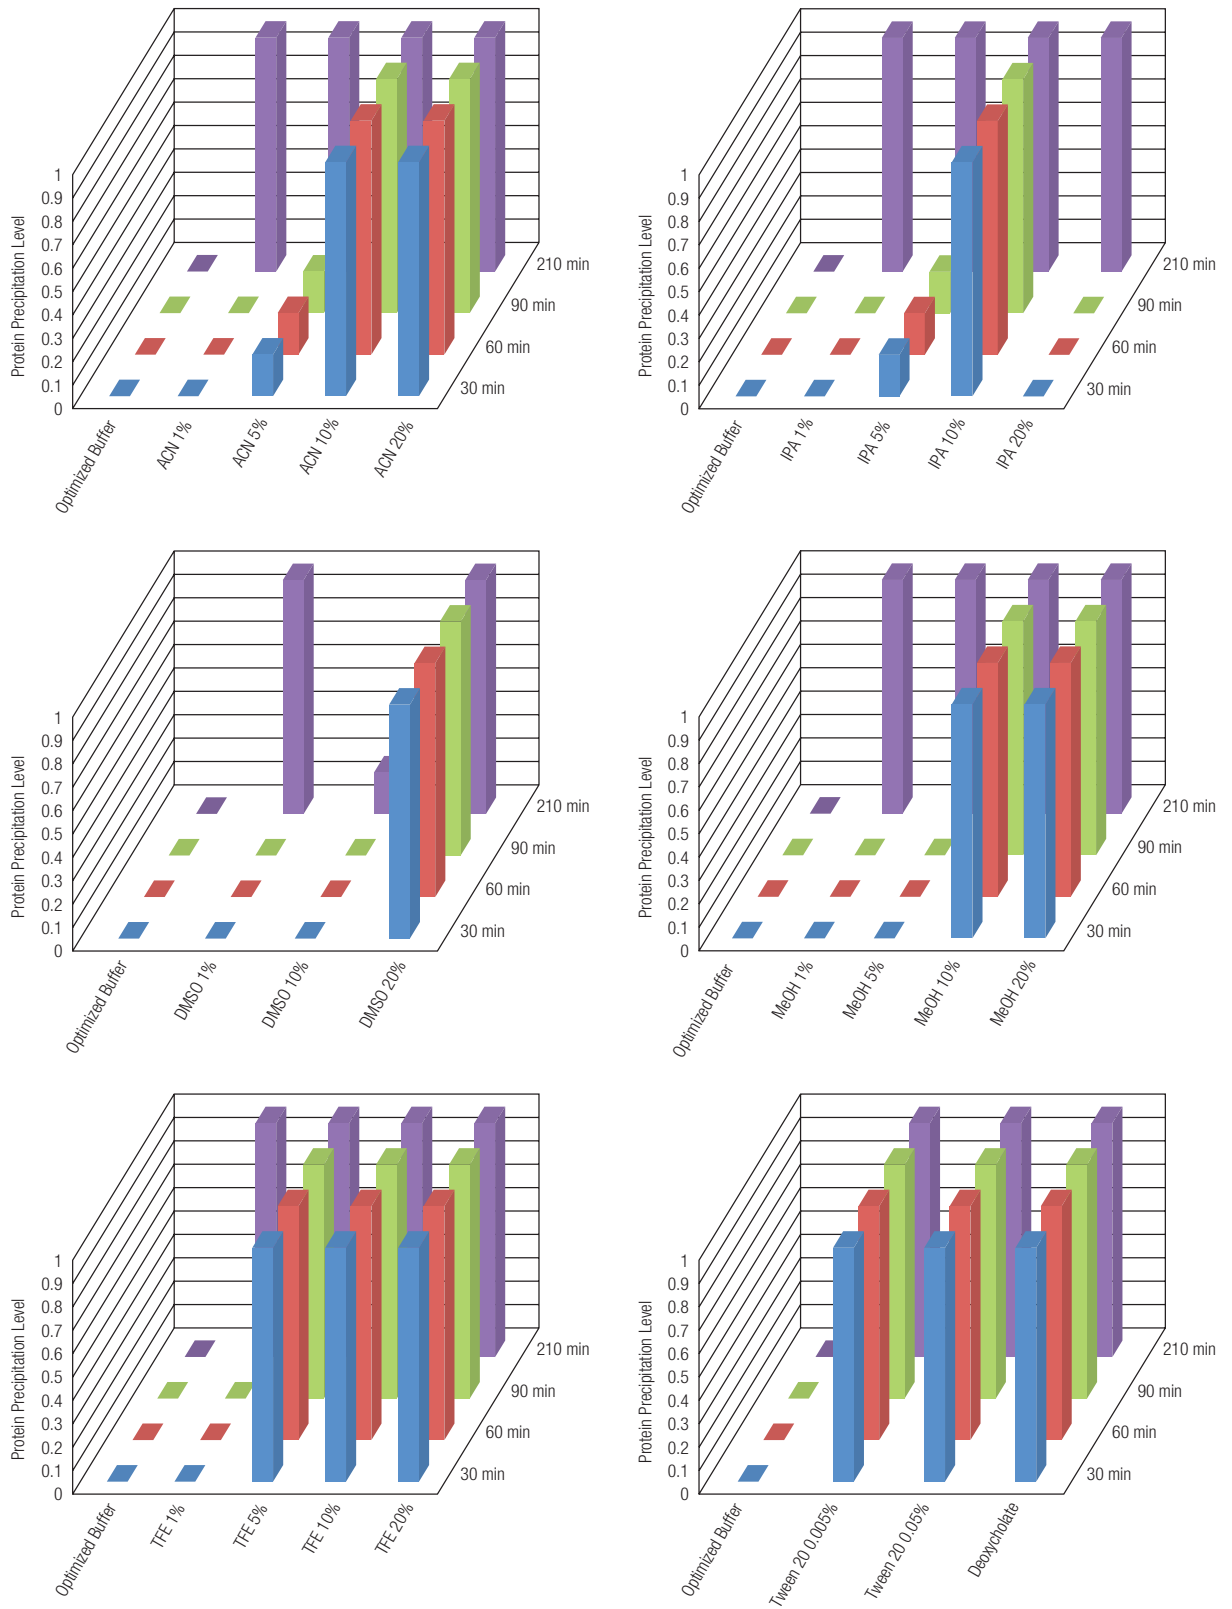 1
0.9
0.8
0.7
0.6
0.5
0.4
0.3
0.2
0.1
0
Protein Precipitation Level
210 min
90 min
60 min
30 min
Optimized Buffer
ACN 1%
ACN 5%
ACN 10%
ACN 20%
1
0.9
0.8
0.7
0.6
0.5
0.4
0.3
0.2
0.1
0
Protein Precipitation Level
210 min
90 min
60 min
30 min
Optimized Buffer
IPA 1%
IPA 5%
IPA 10%
IPA 20%
1
0.9
0.8
0.7
0.6
0.5
0.4
0.3
0.2
0.1
0
Protein Precipitation Level
210 min
90 min
60 min
30 min
Optimized Buffer
DMSO 1%
DMSO 10%
DMSO 20%
1
0.9
0.8
0.7
0.6
0.5
0.4
0.3
0.2
0.1
0
Protein Precipitation Level
210 min
90 min
60 min
30 min
Optimized Buffer
MeOH 1%
MeOH 5%
MeOH 10%
MeOH 20%
1
0.9
0.8
0.7
0.6
0.5
0.4
0.3
0.2
0.1
0
Protein Precipitation Level
210 min
90 min
60 min
30 min
Optimized Buffer
TFE 1%
TFE 5%
TFE 10%
TFE 20%
1
0.9
0.8
0.7
0.6
0.5
0.4
0.3
0.2
0.1
0
Protein Precipitation Level
210 min
90 min
60 min
30 min
Optimized Buffer
Tween 20 0.005%
Tween 20 0.05%
Deoxycholate